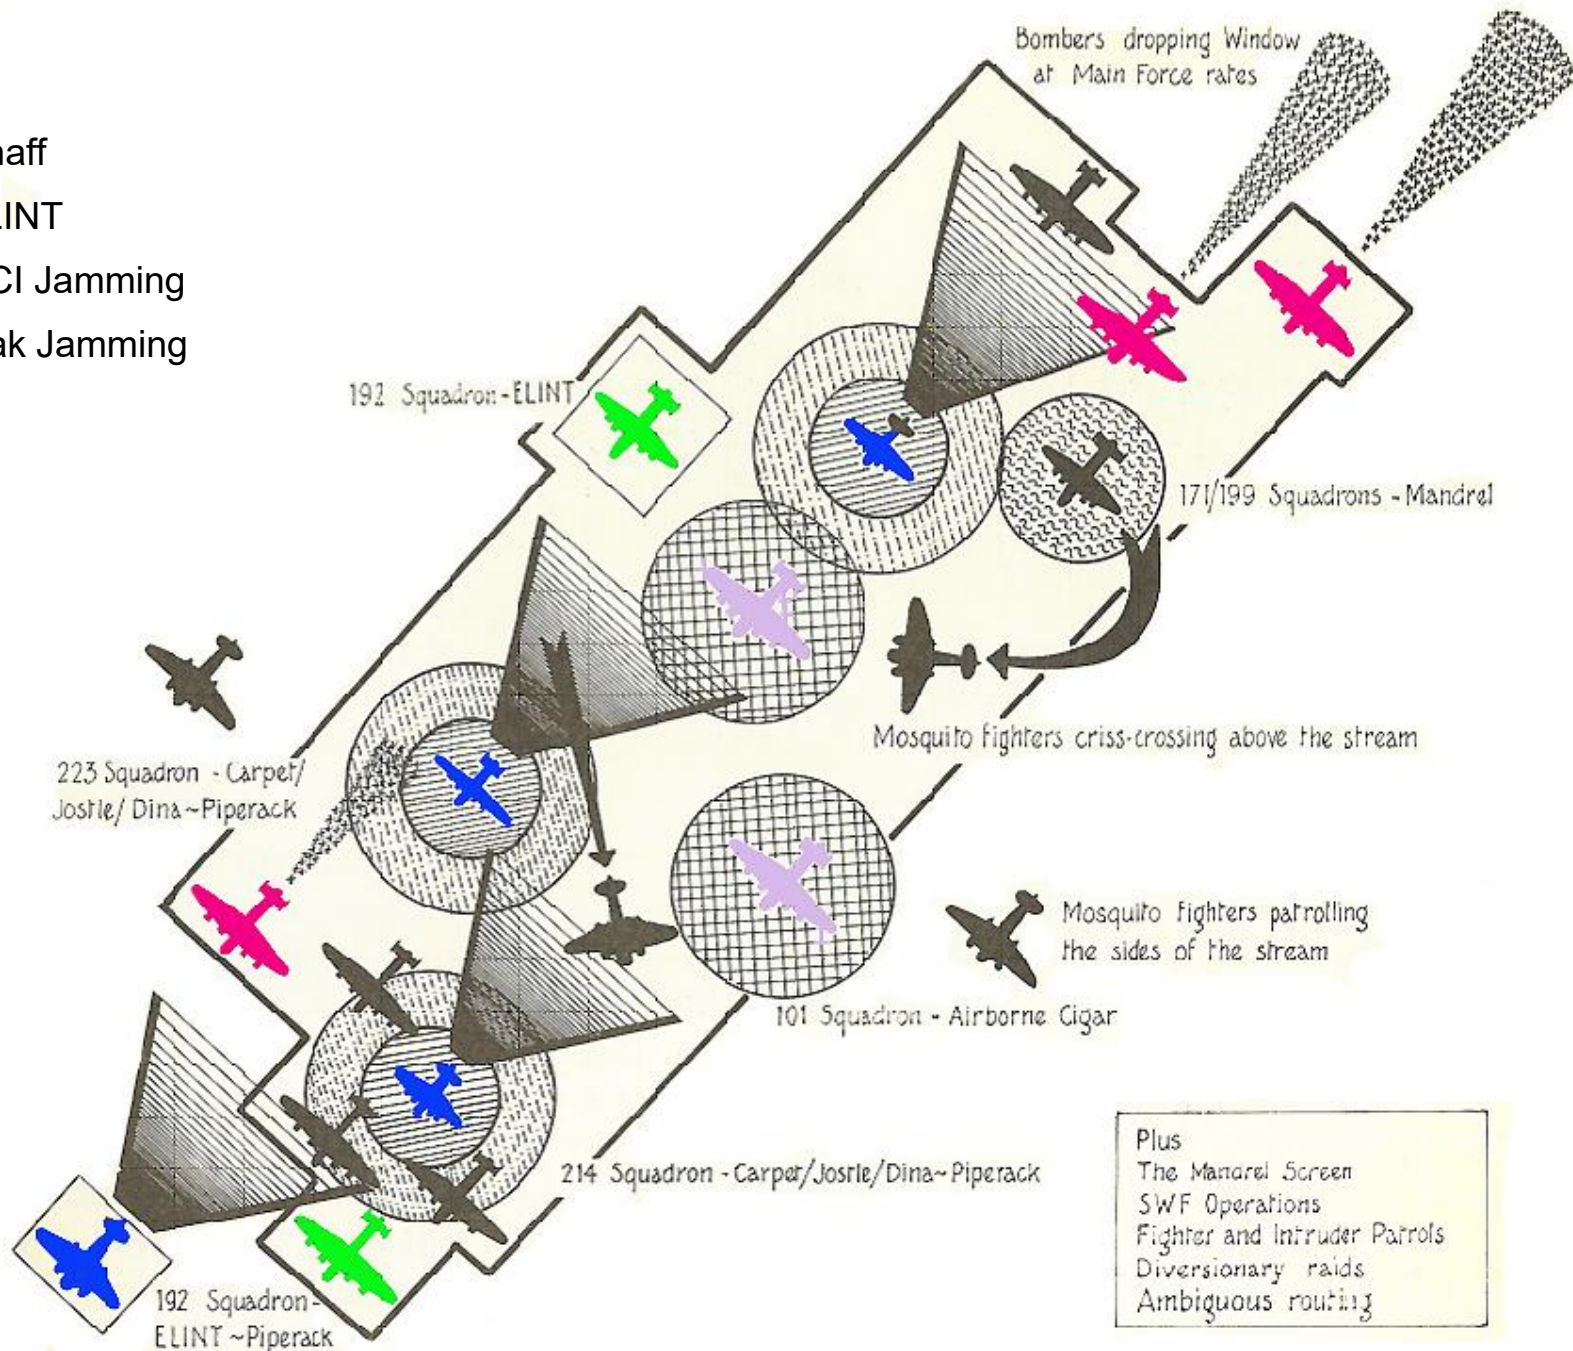 Bombers dropping Window
at Main Force rates
haff
LINT
CI Jamming
ak Jamming
192 Squadron-ELINT
171/199 Squadrons - Mandrel
Mosquito fighters criss-crossing above the stream
223 Squadron - Carpet/
Jostle/ Dina~Piperack
Mosquito fighters patrolling
the sides of the stream
101 Squadron - Airborne Cigar
214 Squadron - Carpet/Jostle/Dina~Piperack
192 Squadron-
ELINT ~Piperack
Plus
The Mandrel Screen
SWF Operations
Fighter and Intruder Patrols
Diversionary raids
Ambiguous routing